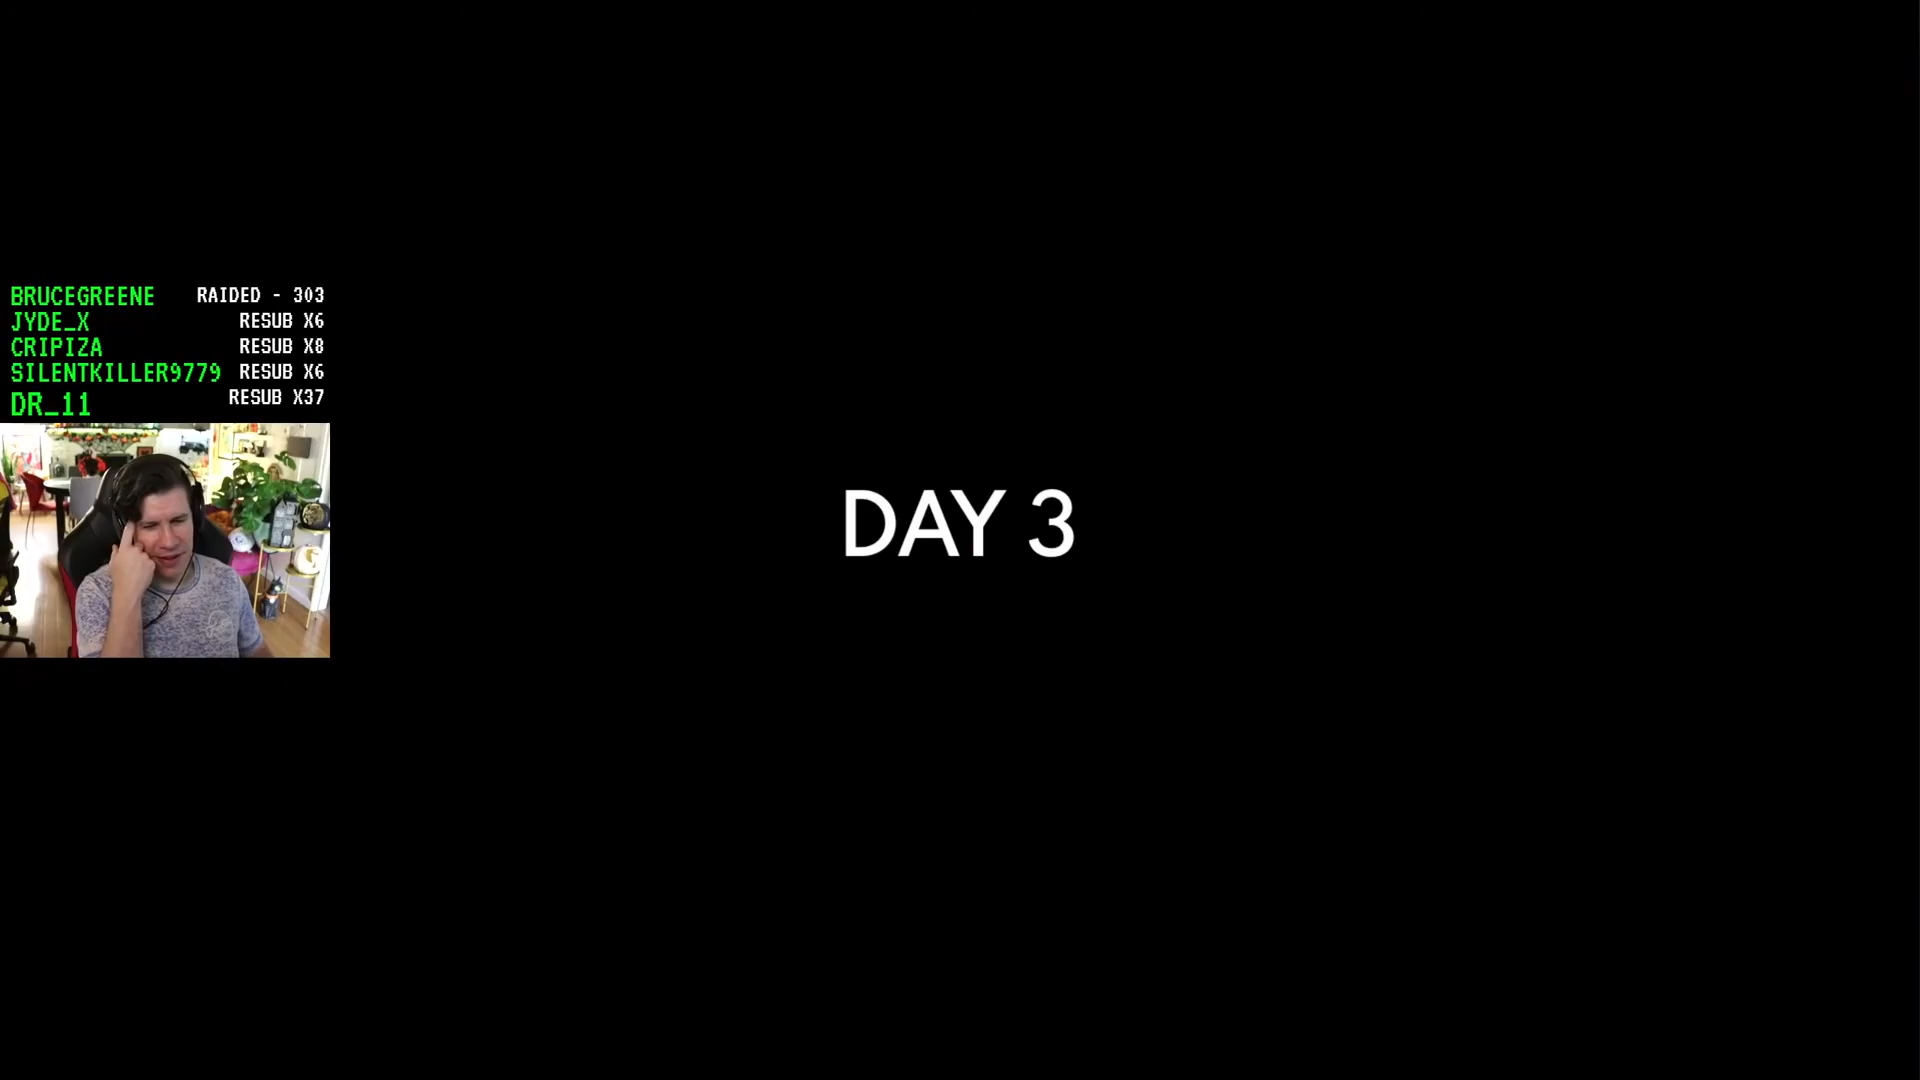 BRUCEGREENE RAIDED - 303
JYDE_X RESUB X6
CRIPIZA RESUB X8
SILENTKILLER9779 RESUB X6
DR_11 RESUB X37
DAY 3